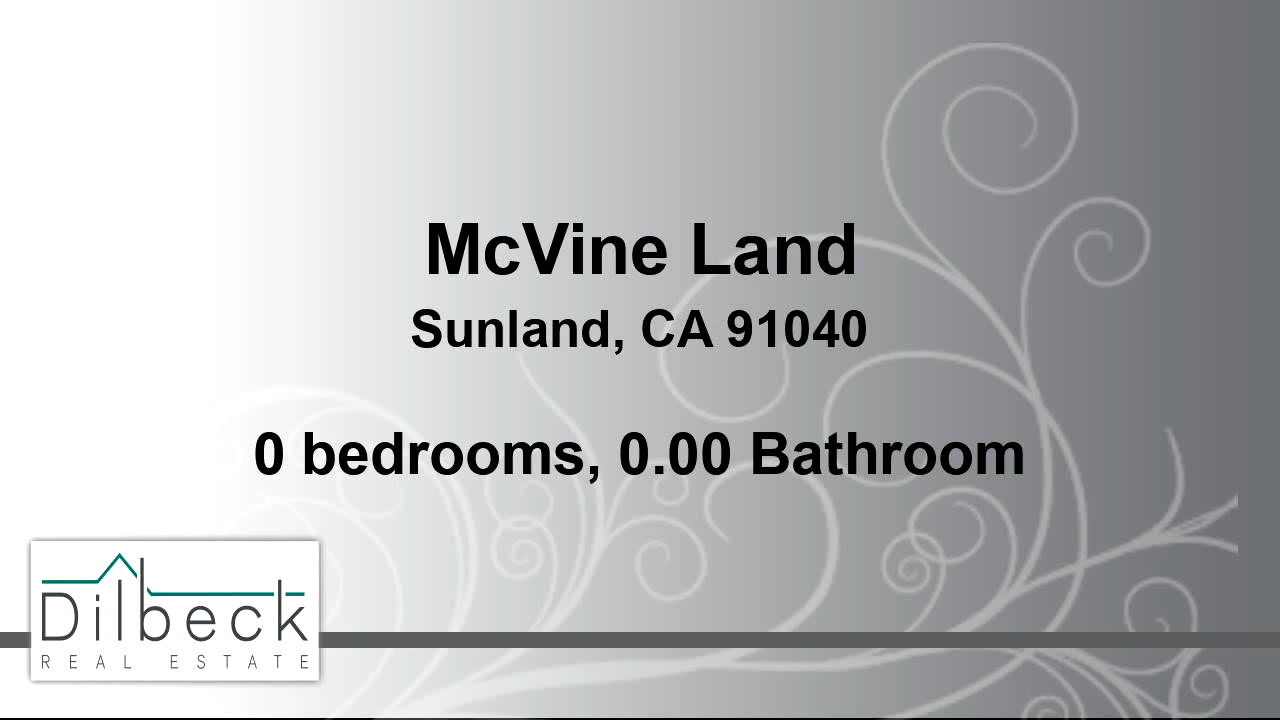 McVine Land
Sunland, CA 91040
0 bedrooms, 0.00 Bathroom
Dilbeck
REAL ESTATE